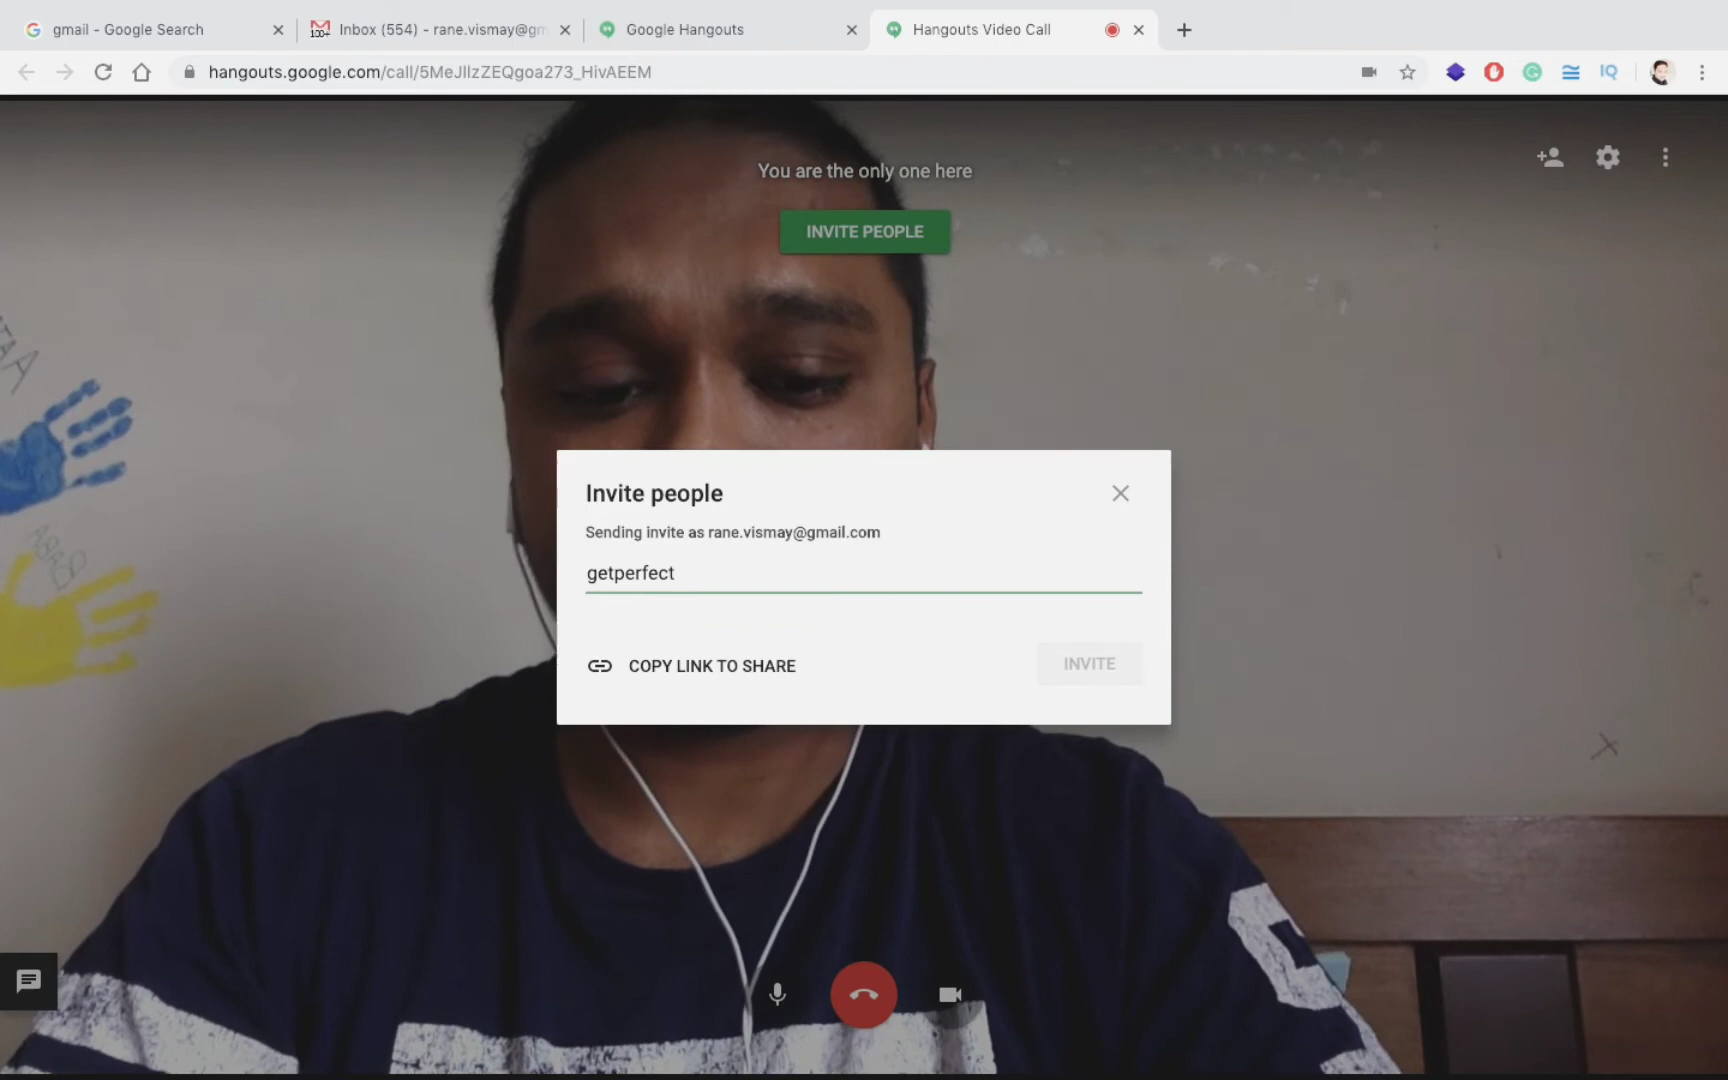 gmail - Google Search
Inbox (554) - rane.vismay@gm
Google Hangouts
Hangouts Video Call
hangouts.google.com/call/5MeJIlzZEQgoa273_HivAEEM
IQ
You are the only one here
INVITE PEOPLE
Invite people
Sending invite as rane.vismay@gmail.com
getperfect
COPY LINK TO SHARE
INVITE